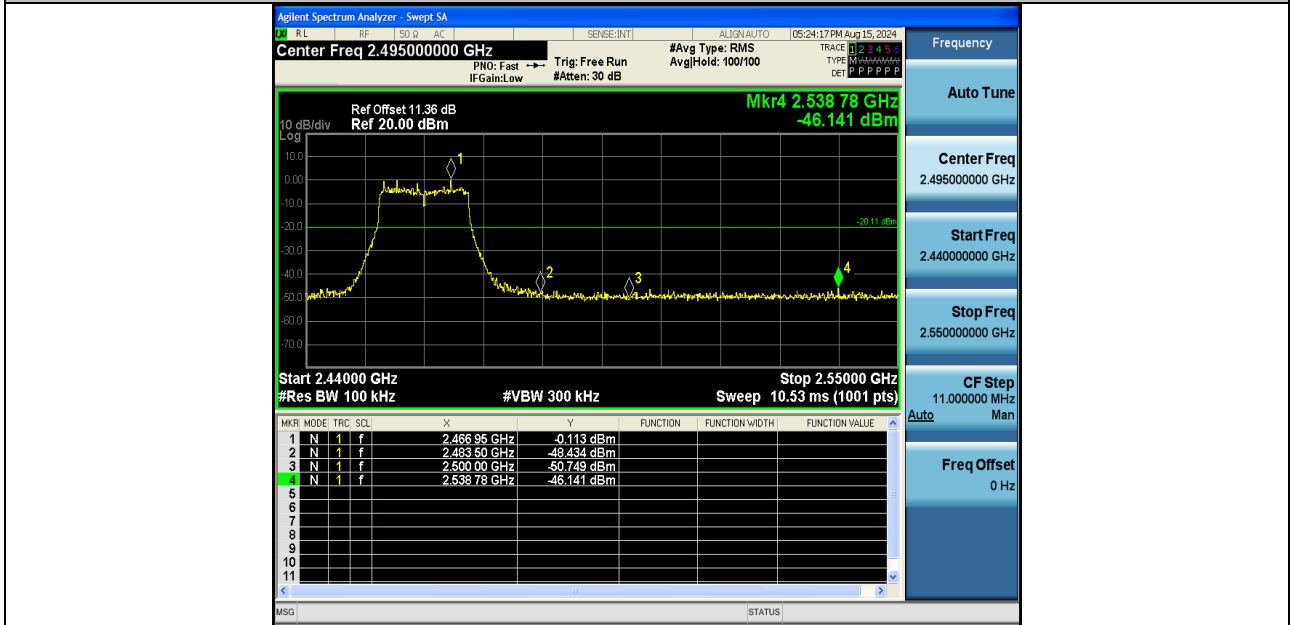 Agilent Spectrum Analyzer - Swept SA
RL RF 50 Ω AC SENSE:INT ALIGN AUTO 05:24:17 PM Aug 15, 2024
Center Freq 2.495000000 GHz
PNO: Fast
IFGain:Low
Trig: Free Run
#Atten: 30 dB
#Avg Type: RMS
Avg|Hold: 100/100
TRACE 1 2 3 4 5 6
TYPE M
DET P P P P P P
Frequency
Mkr4 2.538 78 GHz
-46.141 dBm
Ref Offset 11.36 dB
10 dB/div Ref 20.00 dBm
Log
10.0
0.00
-10.0
-20.0
-30.0
-40.0
-50.0
-60.0
-70.0
1
2
3
4
-20.11 dBm
Start 2.44000 GHz Stop 2.55000 GHz
#Res BW 100 kHz #VBW 300 kHz Sweep 10.53 ms (1001 pts)
MKR MODE TRC SCL X Y FUNCTION FUNCTION WIDTH FUNCTION VALUE
1 N 1 f 2.466 95 GHz -0.113 dBm
2 N 1 f 2.483 50 GHz -48.434 dBm
3 N 1 f 2.500 00 GHz -50.749 dBm
4 N 1 f 2.538 78 GHz -46.141 dBm
5
6
7
8
9
10
11
MSG STATUS
Auto Tune
Center Freq
2.495000000 GHz
Start Freq
2.440000000 GHz
Stop Freq
2.550000000 GHz
CF Step
11.000000 MHz
Auto Man
Freq Offset
0 Hz